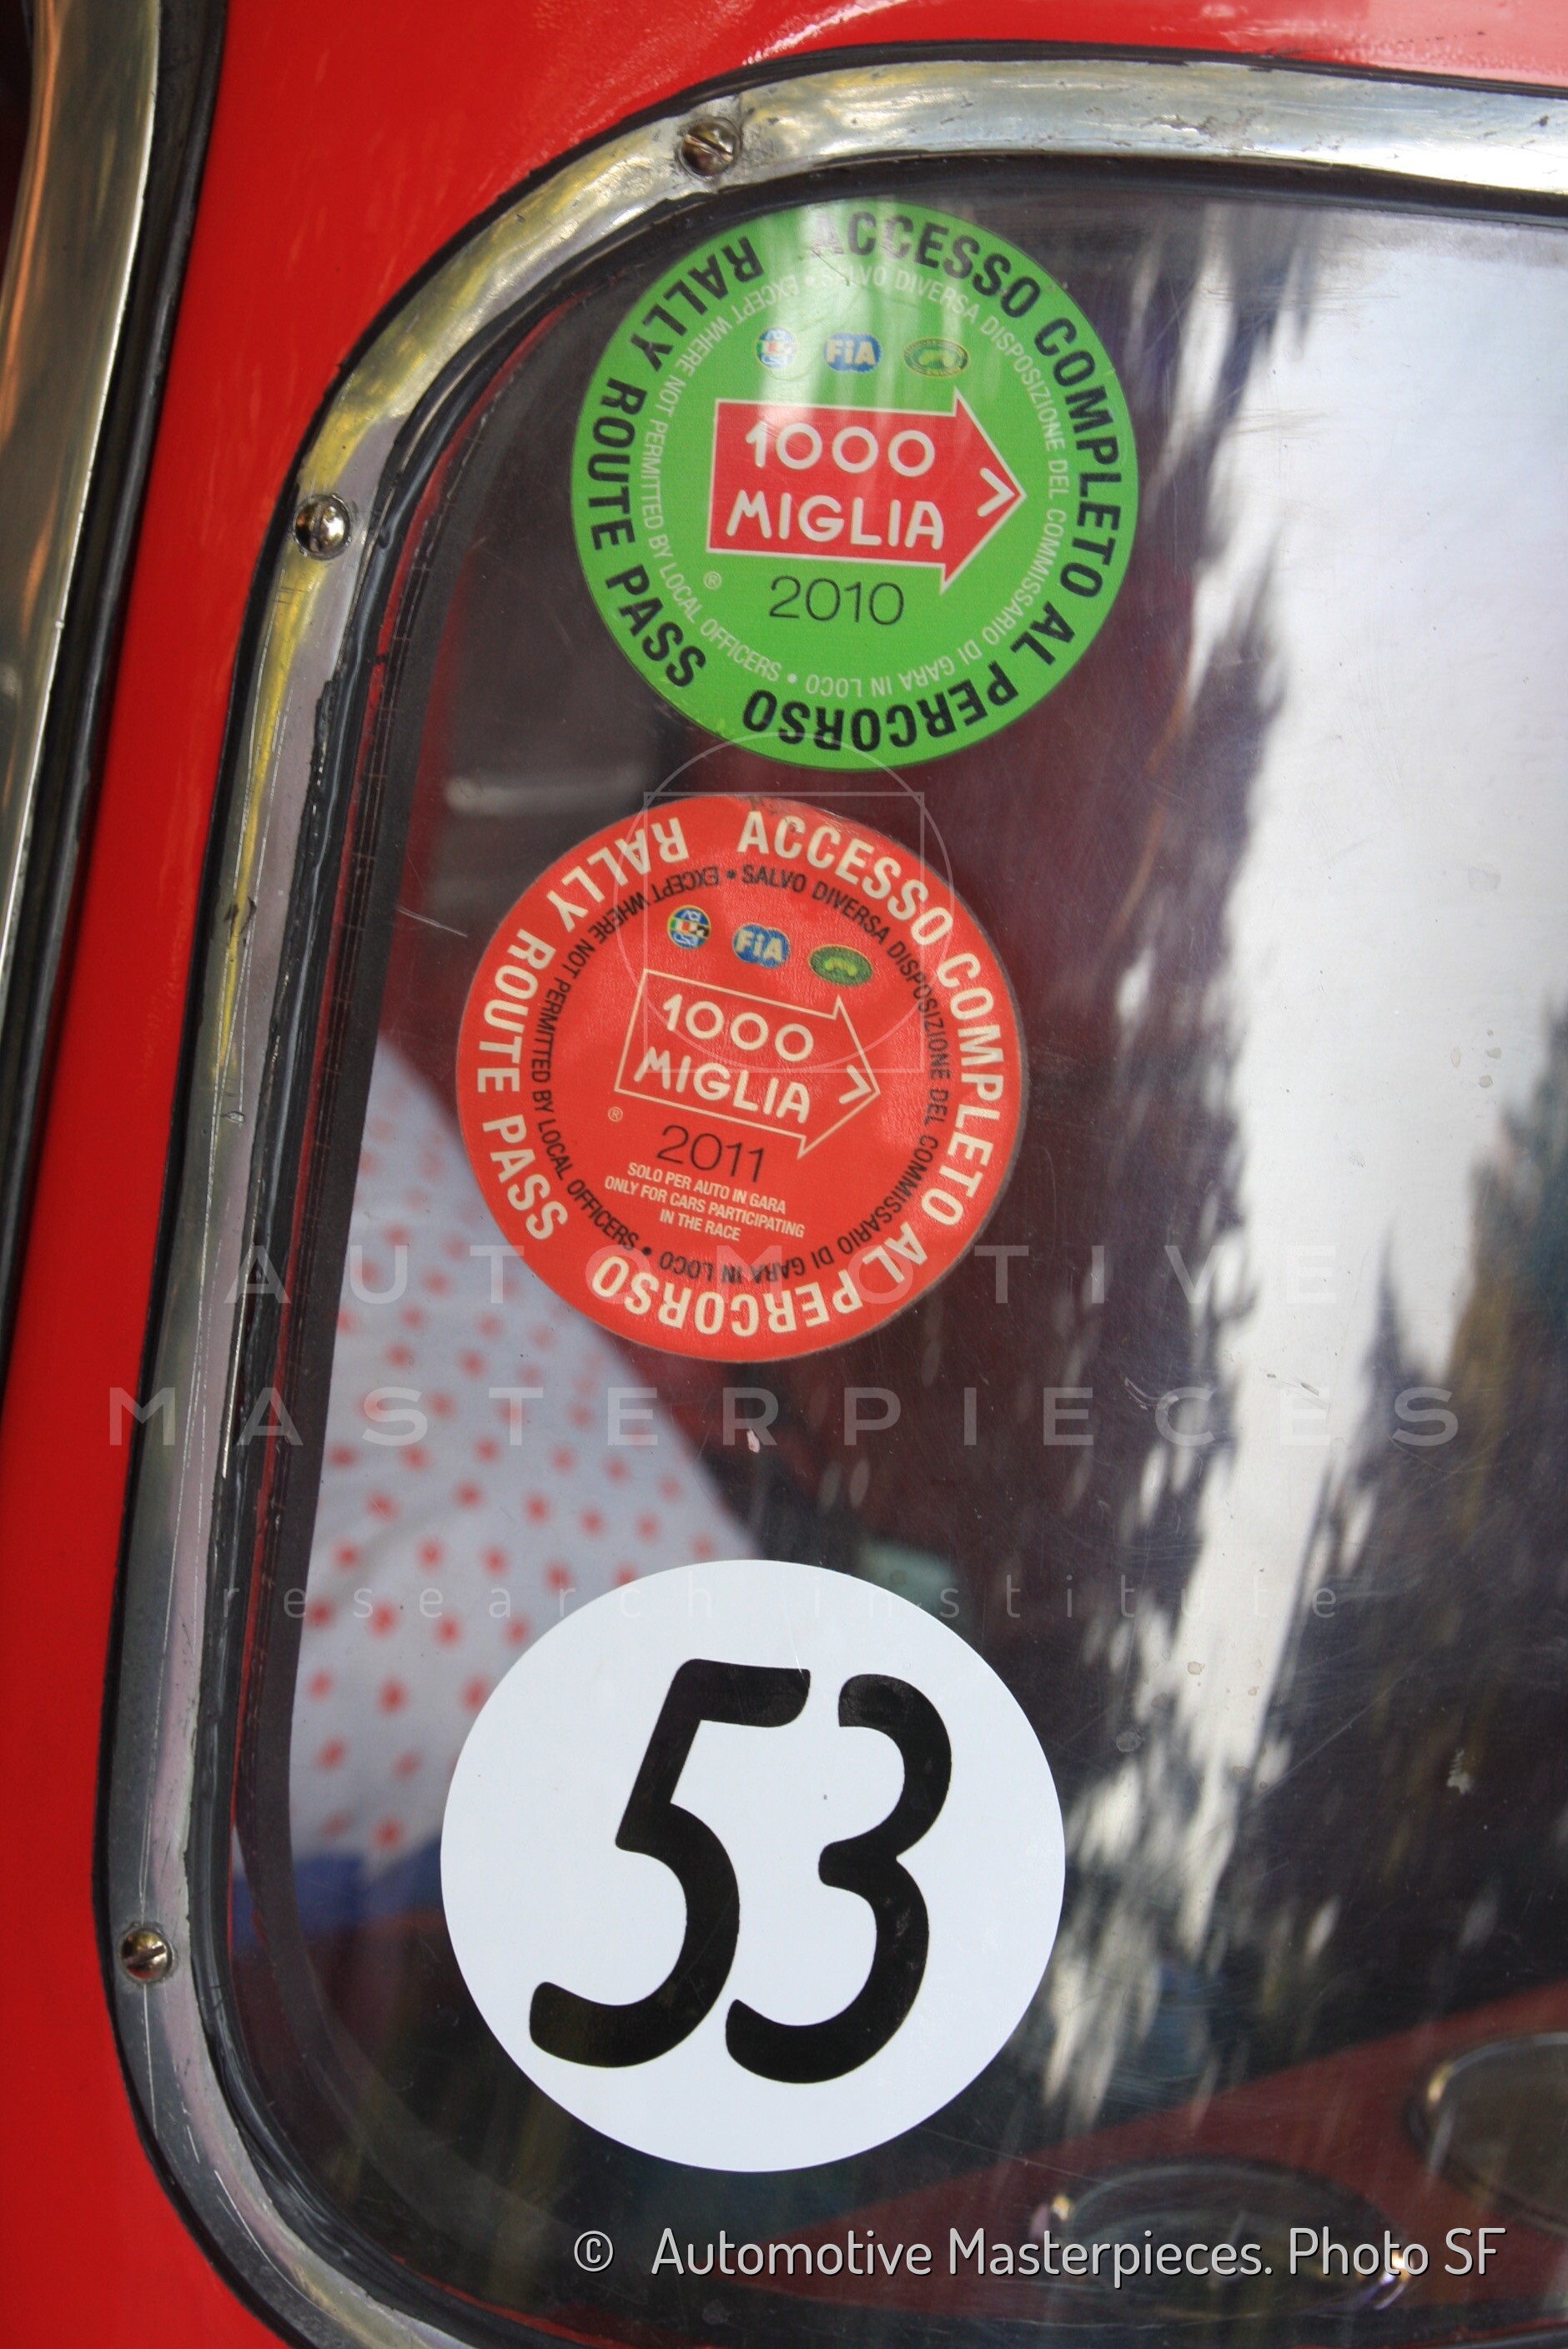 ACCESSO COMPLETO AL PERCORSO
RALLY ROUTE PASS
• SALVO DIVERSA DISPOSIZIONE DEL COMMISSARIO DI GARA IN LOCO
• EXCEPT WHERE NOT PERMITTED BY LOCAL OFFICERS
FiA
1000
MIGLIA
®
2010
ACCESSO COMPLETO AL PERCORSO
RALLY ROUTE PASS
• SALVO DIVERSA DISPOSIZIONE DEL COMMISSARIO DI GARA IN LOCO
• EXCEPT WHERE NOT PERMITTED BY LOCAL OFFICERS
FiA
1000
MIGLIA
®
2011
SOLO PER AUTO IN GARA
ONLY FOR CARS PARTICIPATING
IN THE RACE
AUTOMOTIVE
MASTERPIECES
research institute
53
© Automotive Masterpieces. Photo SF